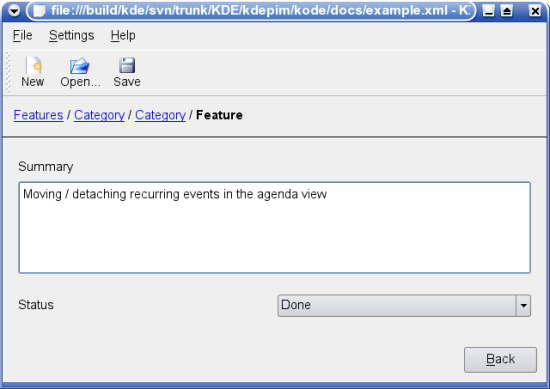 file:///build/kde/svn/trunk/KDE/kdepim/kode/docs/example.xml - K
File Settings Help
New Open... Save
Features / Category / Category / Feature
Summary
Moving / detaching recurring events in the agenda view
Status Done
Back